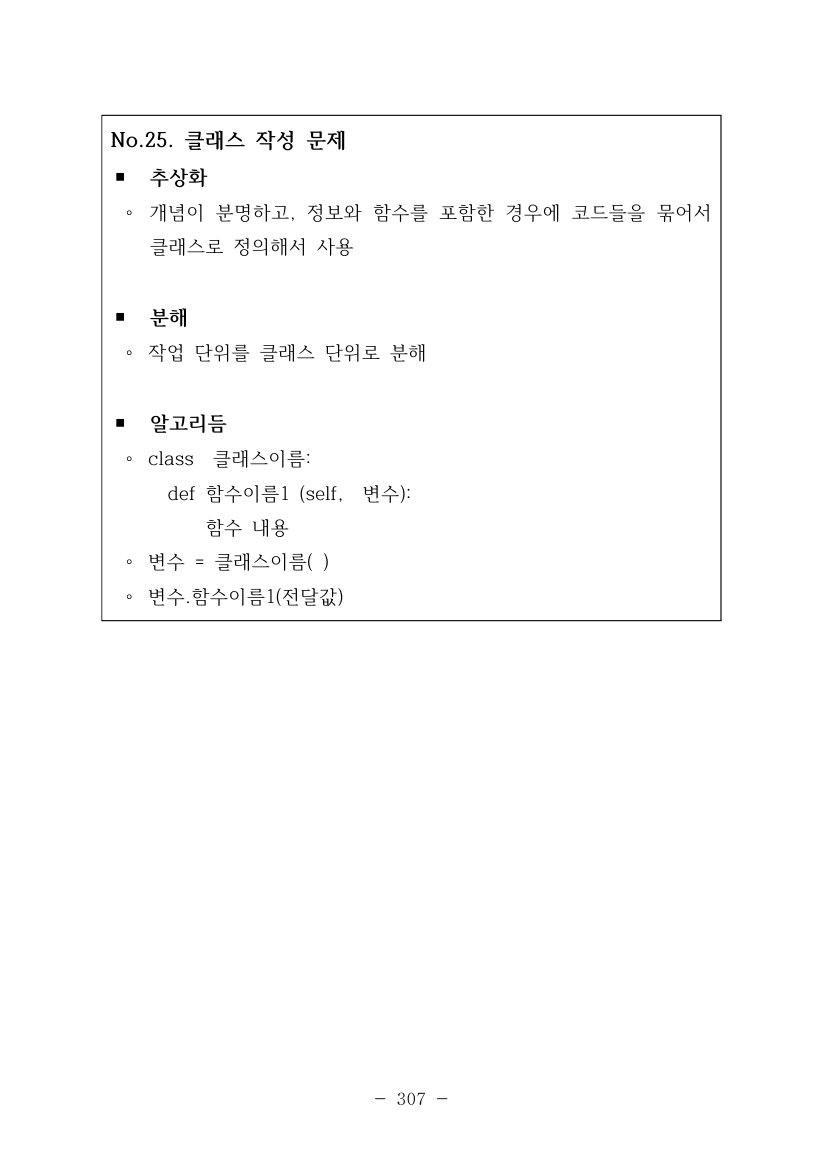 No.25. 클래스 작성 문제
■ 추상화
◦ 개념이 분명하고, 정보와 함수를 포함한 경우에 코드들을 묶어서
클래스로 정의해서 사용
■ 분해
◦ 작업 단위를 클래스 단위로 분해
■ 알고리듬
◦ class 클래스이름:
def 함수이름1 (self, 변수):
함수 내용
◦ 변수 = 클래스이름( )
◦ 변수.함수이름1(전달값)
- 307 -